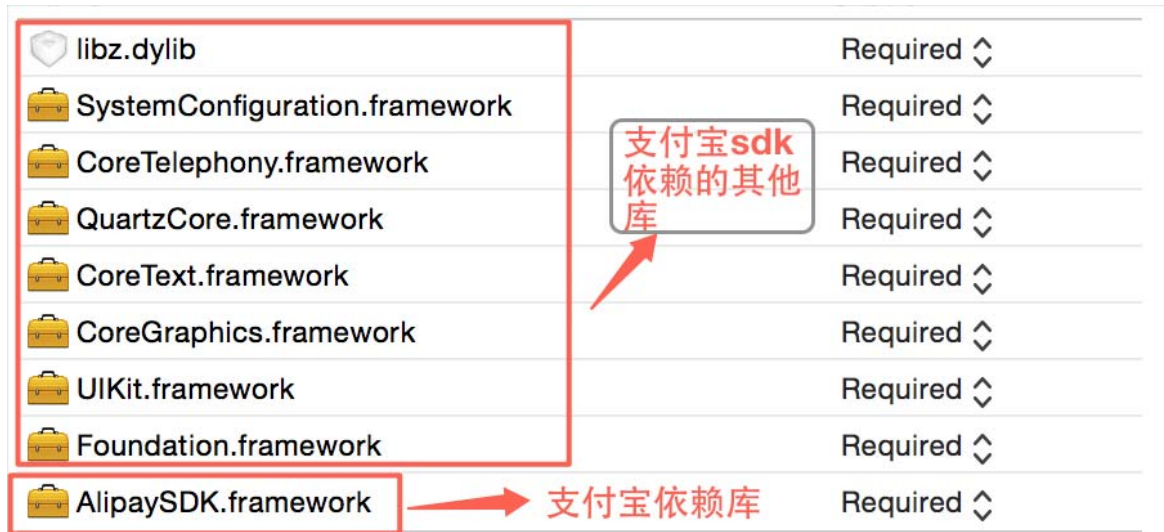 libz.dylib Required
SystemConfiguration.framework Required
CoreTelephony.framework Required
QuartzCore.framework Required
CoreText.framework Required
CoreGraphics.framework Required
UIKit.framework Required
Foundation.framework Required
AlipaySDK.framework Required
支付宝sdk
依赖的其他
库
支付宝依赖库